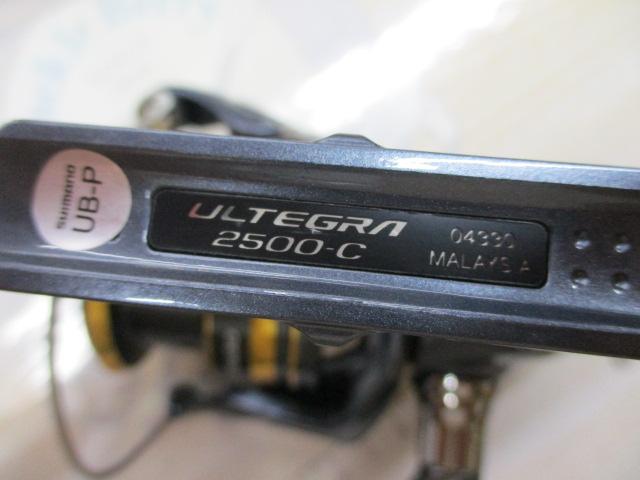 SHIMANO
UB-P
ULTEGRA
2500-C
04330
MALAYSIA